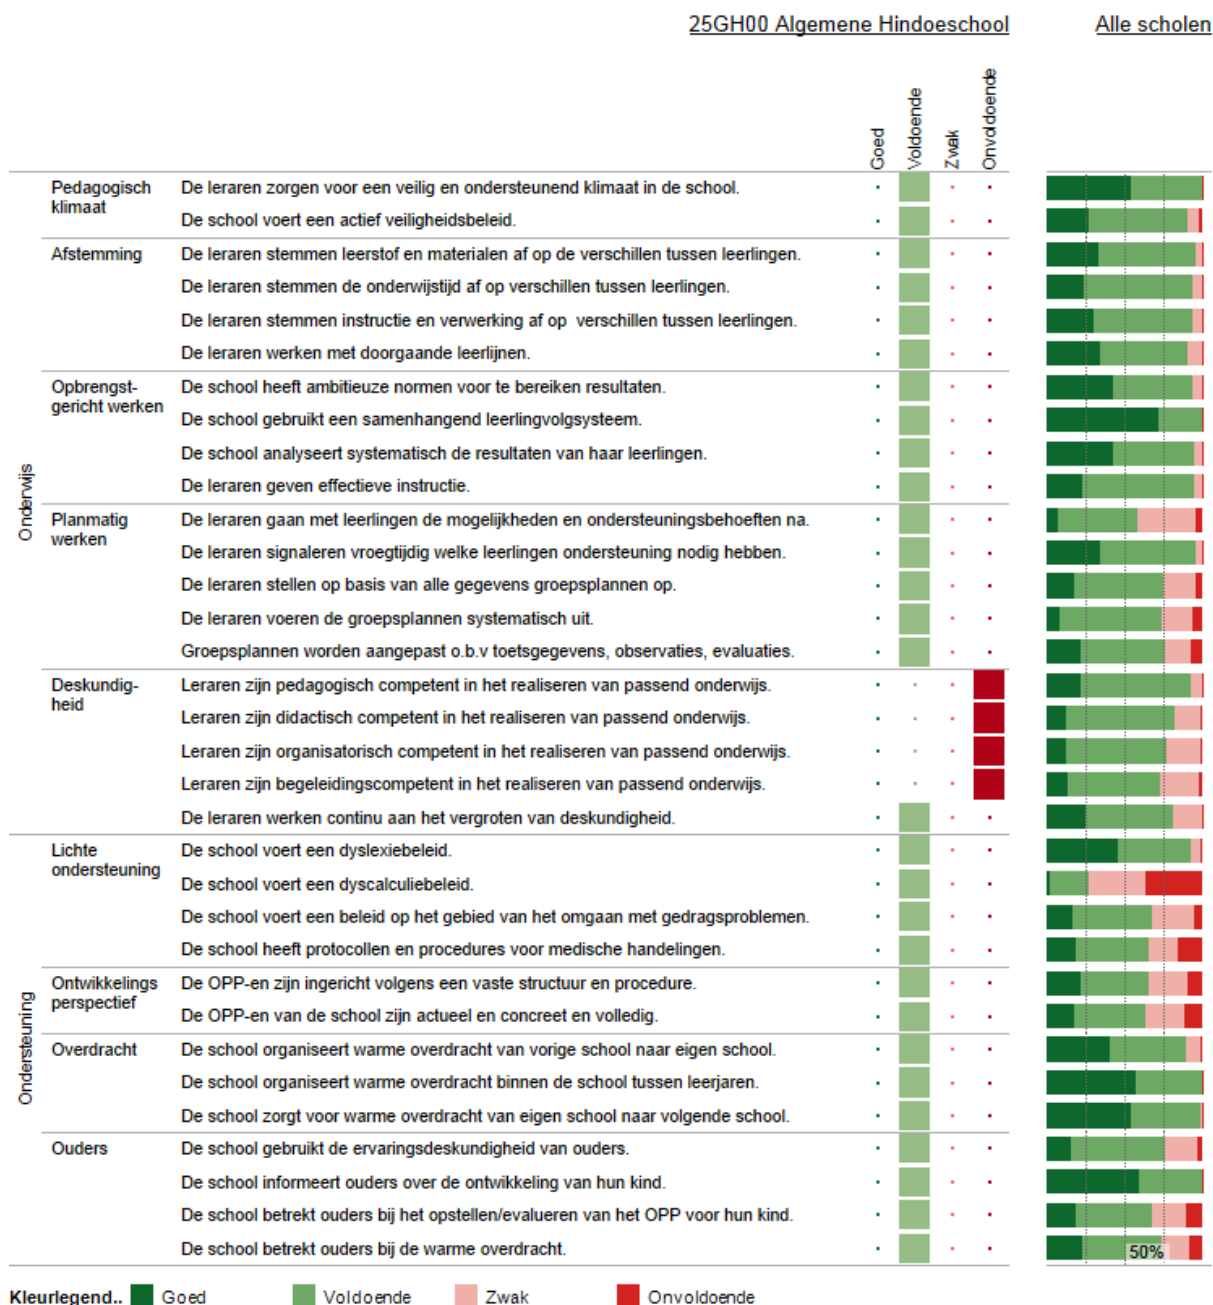 25GH00 Algemene Hindoeschool
Alle scholen
Goed
Voldoende
Zwak
Onvoldoende
Onderwijs
Pedagogisch klimaat
De leraren zorgen voor een veilig en ondersteunend klimaat in de school.
De school voert een actief veiligheidsbeleid.
Afstemming
De leraren stemmen leerstof en materialen af op de verschillen tussen leerlingen.
De leraren stemmen de onderwijstijd af op verschillen tussen leerlingen.
De leraren stemmen instructie en verwerking af op verschillen tussen leerlingen.
De leraren werken met doorgaande leerlijnen.
Opbrengst-
gericht werken
De school heeft ambitieuze normen voor te bereiken resultaten.
De school gebruikt een samenhangend leerlingvolgsysteem.
De school analyseert systematisch de resultaten van haar leerlingen.
De leraren geven effectieve instructie.
Planmatig
werken
De leraren gaan met leerlingen de mogelijkheden en ondersteuningsbehoeften na.
De leraren signaleren vroegtijdig welke leerlingen ondersteuning nodig hebben.
De leraren stellen op basis van alle gegevens groepsplannen op.
De leraren voeren de groepsplannen systematisch uit.
Groepsplannen worden aangepast o.b.v toetsgegevens, observaties, evaluaties.
Deskundig-
heid
Leraren zijn pedagogisch competent in het realiseren van passend onderwijs.
Leraren zijn didactisch competent in het realiseren van passend onderwijs.
Leraren zijn organisatorisch competent in het realiseren van passend onderwijs.
Leraren zijn begeleidingscompetent in het realiseren van passend onderwijs.
De leraren werken continu aan het vergroten van deskundigheid.
Ondersteuning
Lichte
ondersteuning
De school voert een dyslexiebeleid.
De school voert een dyscalculiebeleid.
De school voert een beleid op het gebied van het omgaan met gedragsproblemen.
De school heeft protocollen en procedures voor medische handelingen.
Ontwikkelings
perspectief
De OPP-en zijn ingericht volgens een vaste structuur en procedure.
De OPP-en van de school zijn actueel en concreet en volledig.
Overdracht
De school organiseert warme overdracht van vorige school naar eigen school.
De school organiseert warme overdracht binnen de school tussen leerjaren.
De school zorgt voor warme overdracht van eigen school naar volgende school.
Ouders
De school gebruikt de ervaringsdeskundigheid van ouders.
De school informeert ouders over de ontwikkeling van hun kind.
De school betrekt ouders bij het opstellen/evalueren van het OPP voor hun kind.
De school betrekt ouders bij de warme overdracht.
50%
Kleurlegend.. Goed Voldoende Zwak Onvoldoende